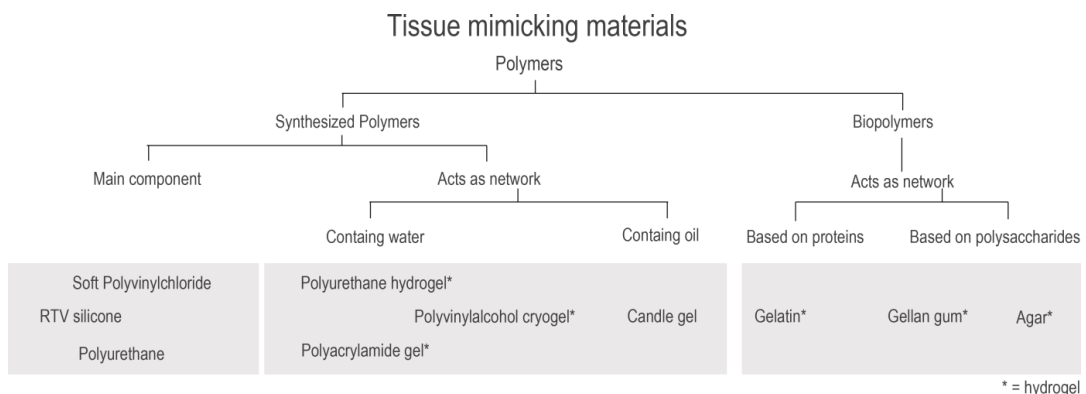 Tissue mimicking materials
Polymers
Synthesized Polymers
Biopolymers
Main component
Acts as network
Acts as network
Containg water
Containg oil
Based on proteins
Based on polysaccharides
Soft Polyvinylchloride
RTV silicone
Polyurethane
Polyurethane hydrogel*
Polyvinylalcohol cryogel*
Polyacrylamide gel*
Candle gel
Gelatin*
Gellan gum*
Agar*
* = hydrogel